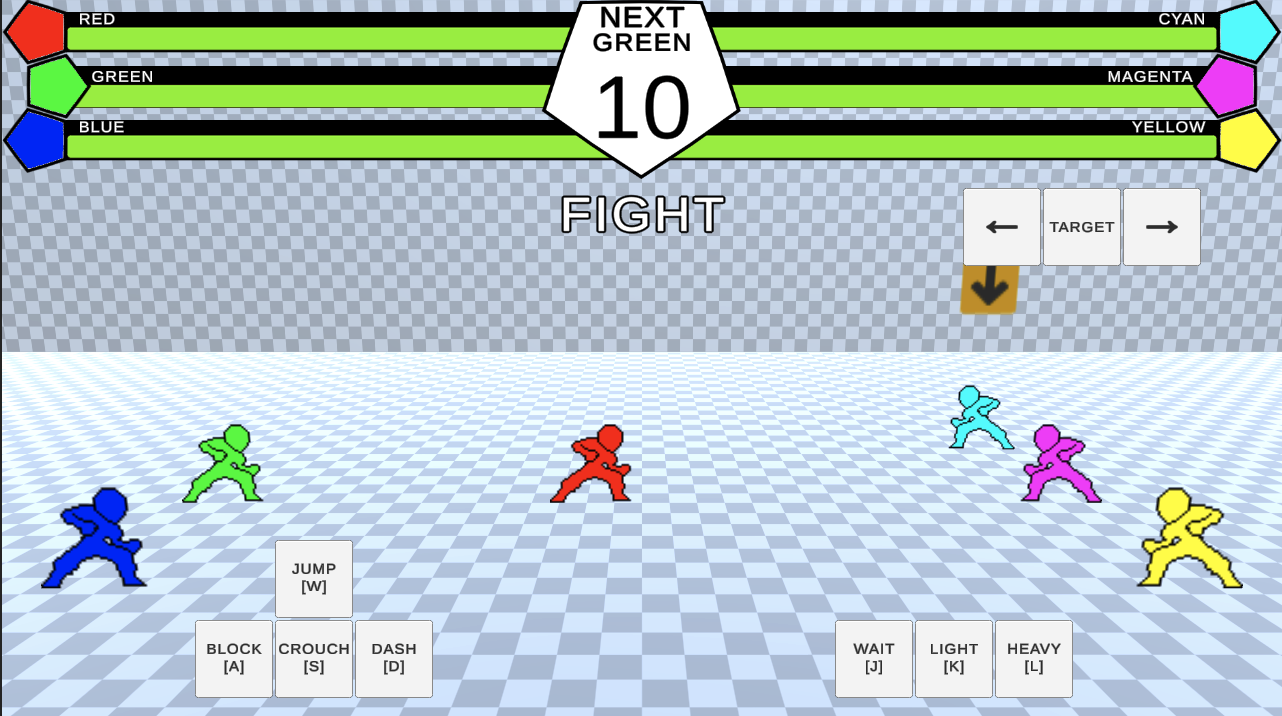 RED
NEXT
GREEN
10
CYAN
GREEN
MAGENTA
BLUE
YELLOW
FIGHT
← TARGET →
↓
JUMP
[W]
BLOCK
[A]
CROUCH
[S]
DASH
[D]
WAIT
[J]
LIGHT
[K]
HEAVY
[L]